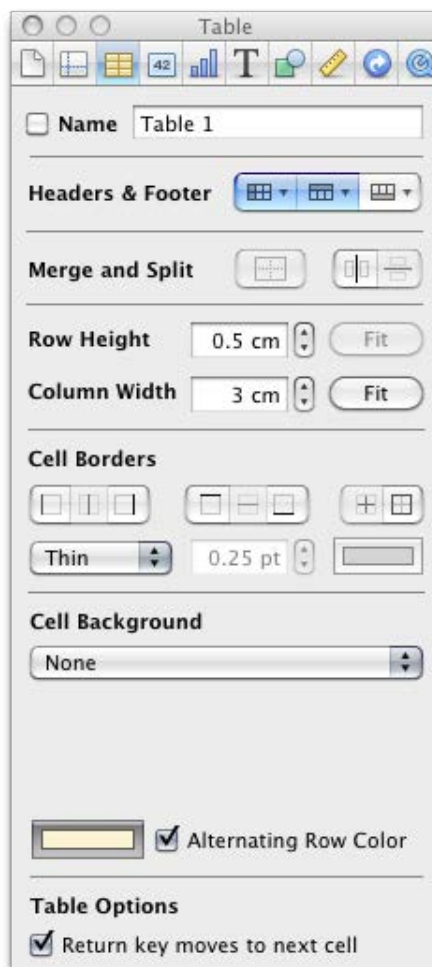 Table
42
T
Name Table 1
Headers & Footer
Merge and Split
Row Height 0.5 cm Fit
Column Width 3 cm Fit
Cell Borders
Thin 0.25 pt
Cell Background
None
Alternating Row Color
Table Options
Return key moves to next cell